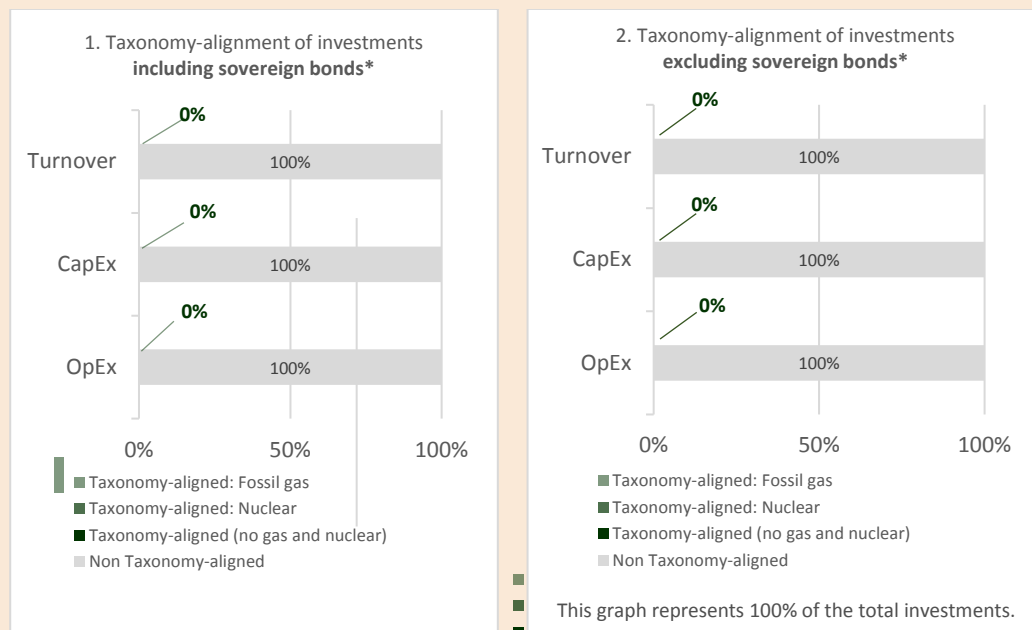 1. Taxonomy-alignment of investments
including sovereign bonds*
0%
Turnover
100%
0%
CapEx
100%
0%
OpEx
100%
0%
50%
100%
Taxonomy-aligned: Fossil gas
Taxonomy-aligned: Nuclear
Taxonomy-aligned (no gas and nuclear)
Non Taxonomy-aligned
2. Taxonomy-alignment of investments
excluding sovereign bonds*
0%
Turnover
100%
0%
CapEx
100%
0%
OpEx
100%
0%
50%
100%
Taxonomy-aligned: Fossil gas
Taxonomy-aligned: Nuclear
Taxonomy-aligned (no gas and nuclear)
Non Taxonomy-aligned
This graph represents 100% of the total investments.